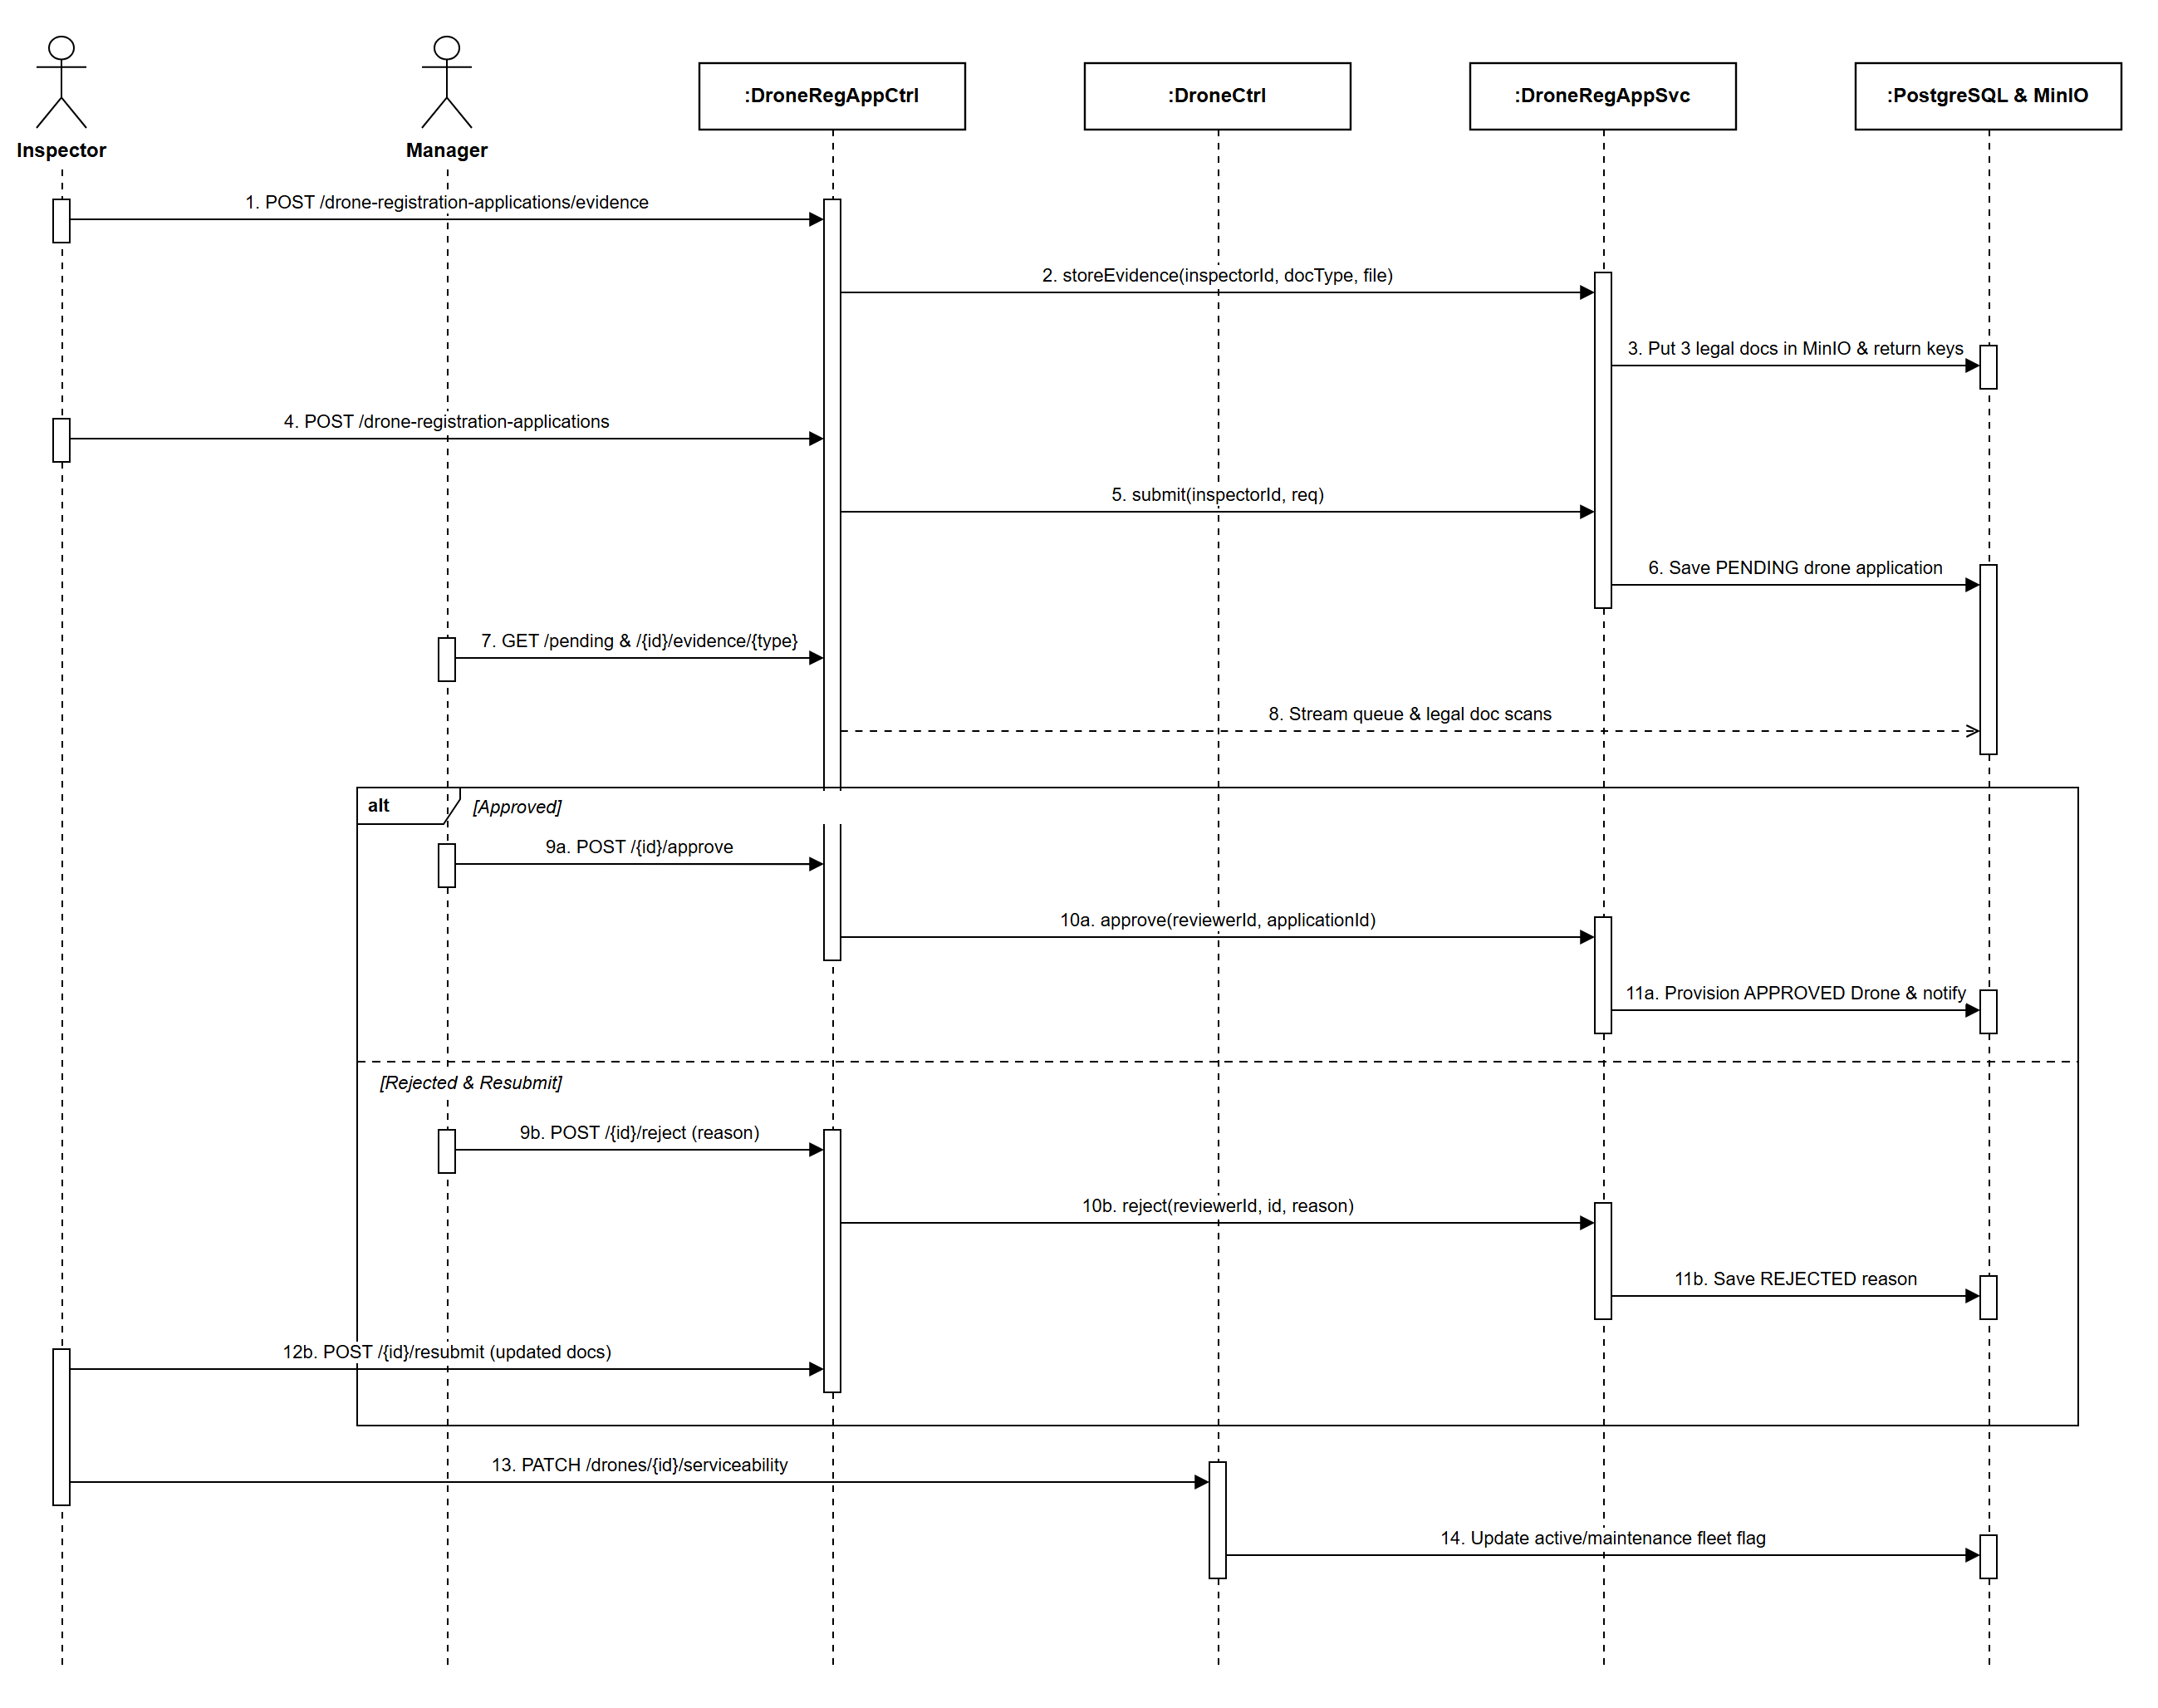 Inspector
Manager
:DroneRegAppCtrl
:DroneCtrl
:DroneRegAppSvc
:PostgreSQL & MinIO
1. POST /drone-registration-applications/evidence
2. storeEvidence(inspectorId, docType, file)
3. Put 3 legal docs in MinIO & return keys
4. POST /drone-registration-applications
5. submit(inspectorId, req)
6. Save PENDING drone application
7. GET /pending & /{id}/evidence/{type}
8. Stream queue & legal doc scans
alt
[Approved]
9a. POST /{id}/approve
10a. approve(reviewerId, applicationId)
11a. Provision APPROVED Drone & notify
[Rejected & Resubmit]
9b. POST /{id}/reject (reason)
10b. reject(reviewerId, id, reason)
11b. Save REJECTED reason
12b. POST /{id}/resubmit (updated docs)
13. PATCH /drones/{id}/serviceability
14. Update active/maintenance fleet flag